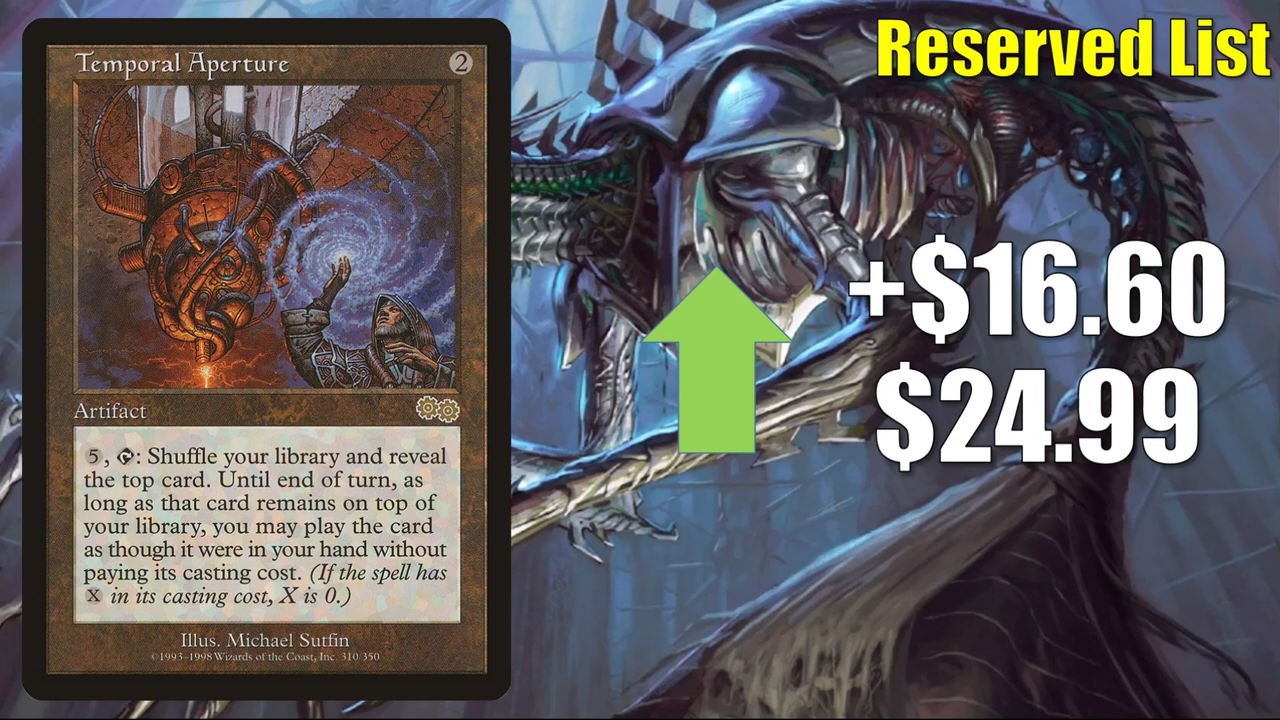 Temporal Aperture 2
Artifact
5, : Shuffle your library and reveal
the top card. Until end of turn, as
long as that card remains on top of
your library, you may play the card
as though it were in your hand without
paying its casting cost. (If the spell has
X in its casting cost, X is 0.)
Illus. Michael Sutfin
©1993-1998 Wizards of the Coast, Inc. 310/350
Reserved List
+$16.60
$24.99